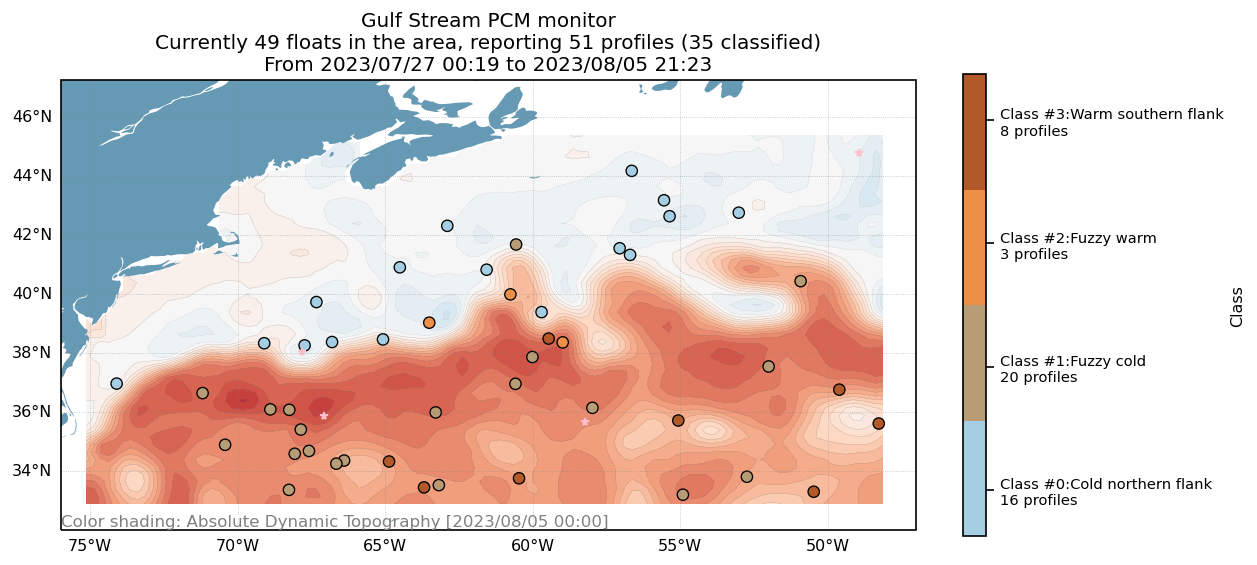 Gulf Stream PCM monitor
Currently 49 floats in the area, reporting 51 profiles (35 classified)
From 2023/07/27 00:19 to 2023/08/05 21:23
46°N
44°N
42°N
40°N
38°N
36°N
34°N
Color shading: Absolute Dynamic Topography [2023/08/05 00:00]
75°W 70°W 65°W 60°W 55°W 50°W
Class #3:Warm southern flank
8 profiles
Class #2:Fuzzy warm
3 profiles
Class #1:Fuzzy cold
20 profiles
Class #0:Cold northern flank
16 profiles
Class